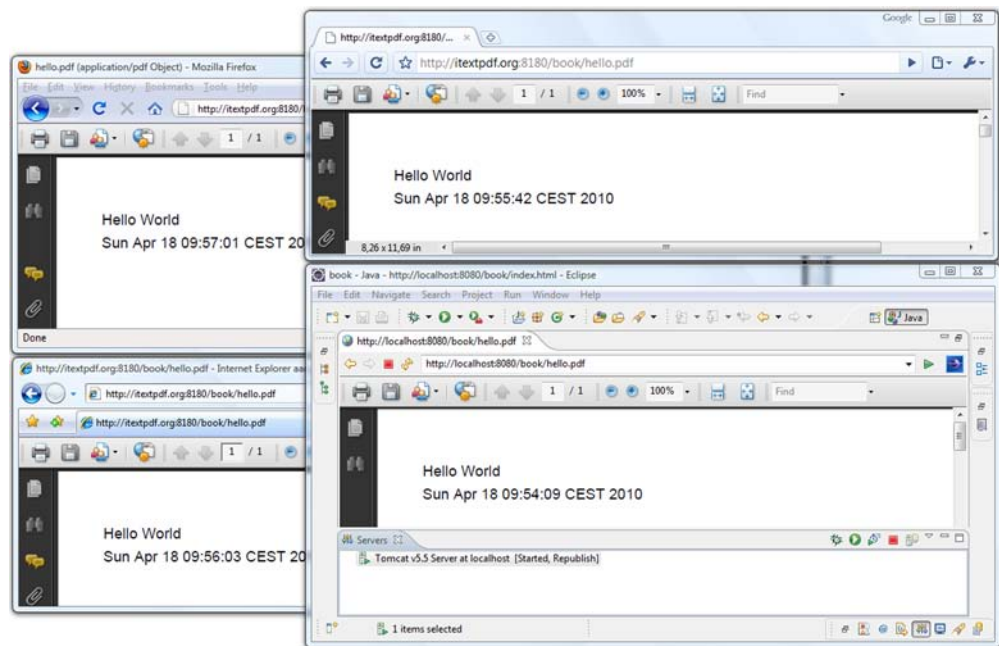 hello.pdf (application/pdf Object) - Mozilla Firefox
File Edit View History Bookmarks Tools Help
http://itextpdf.org:8180/
1 / 1
Hello World
Sun Apr 18 09:57:01 CEST 20
Done
Google
http://itextpdf.org:8180/...
http://itextpdf.org:8180/book/hello.pdf
1 / 1 100% Find
Hello World
Sun Apr 18 09:55:42 CEST 2010
8,26 x 11,69 in
http://itextpdf.org:8180/book/hello.pdf - Internet Explorer aan
http://itextpdf.org:8180/book/hello.pdf
http://itextpdf.org:8180/book/hello.pdf
1 / 1
Hello World
Sun Apr 18 09:56:03 CEST 20
book - Java - http://localhost:8080/book/index.html - Eclipse
File Edit Navigate Search Project Run Window Help
Java
http://localhost:8080/book/hello.pdf
http://localhost:8080/book/hello.pdf
1 / 1 100% Find
Hello World
Sun Apr 18 09:54:09 CEST 2010
Servers
Tomcat v5.5 Server at localhost [Started, Republish]
1 items selected